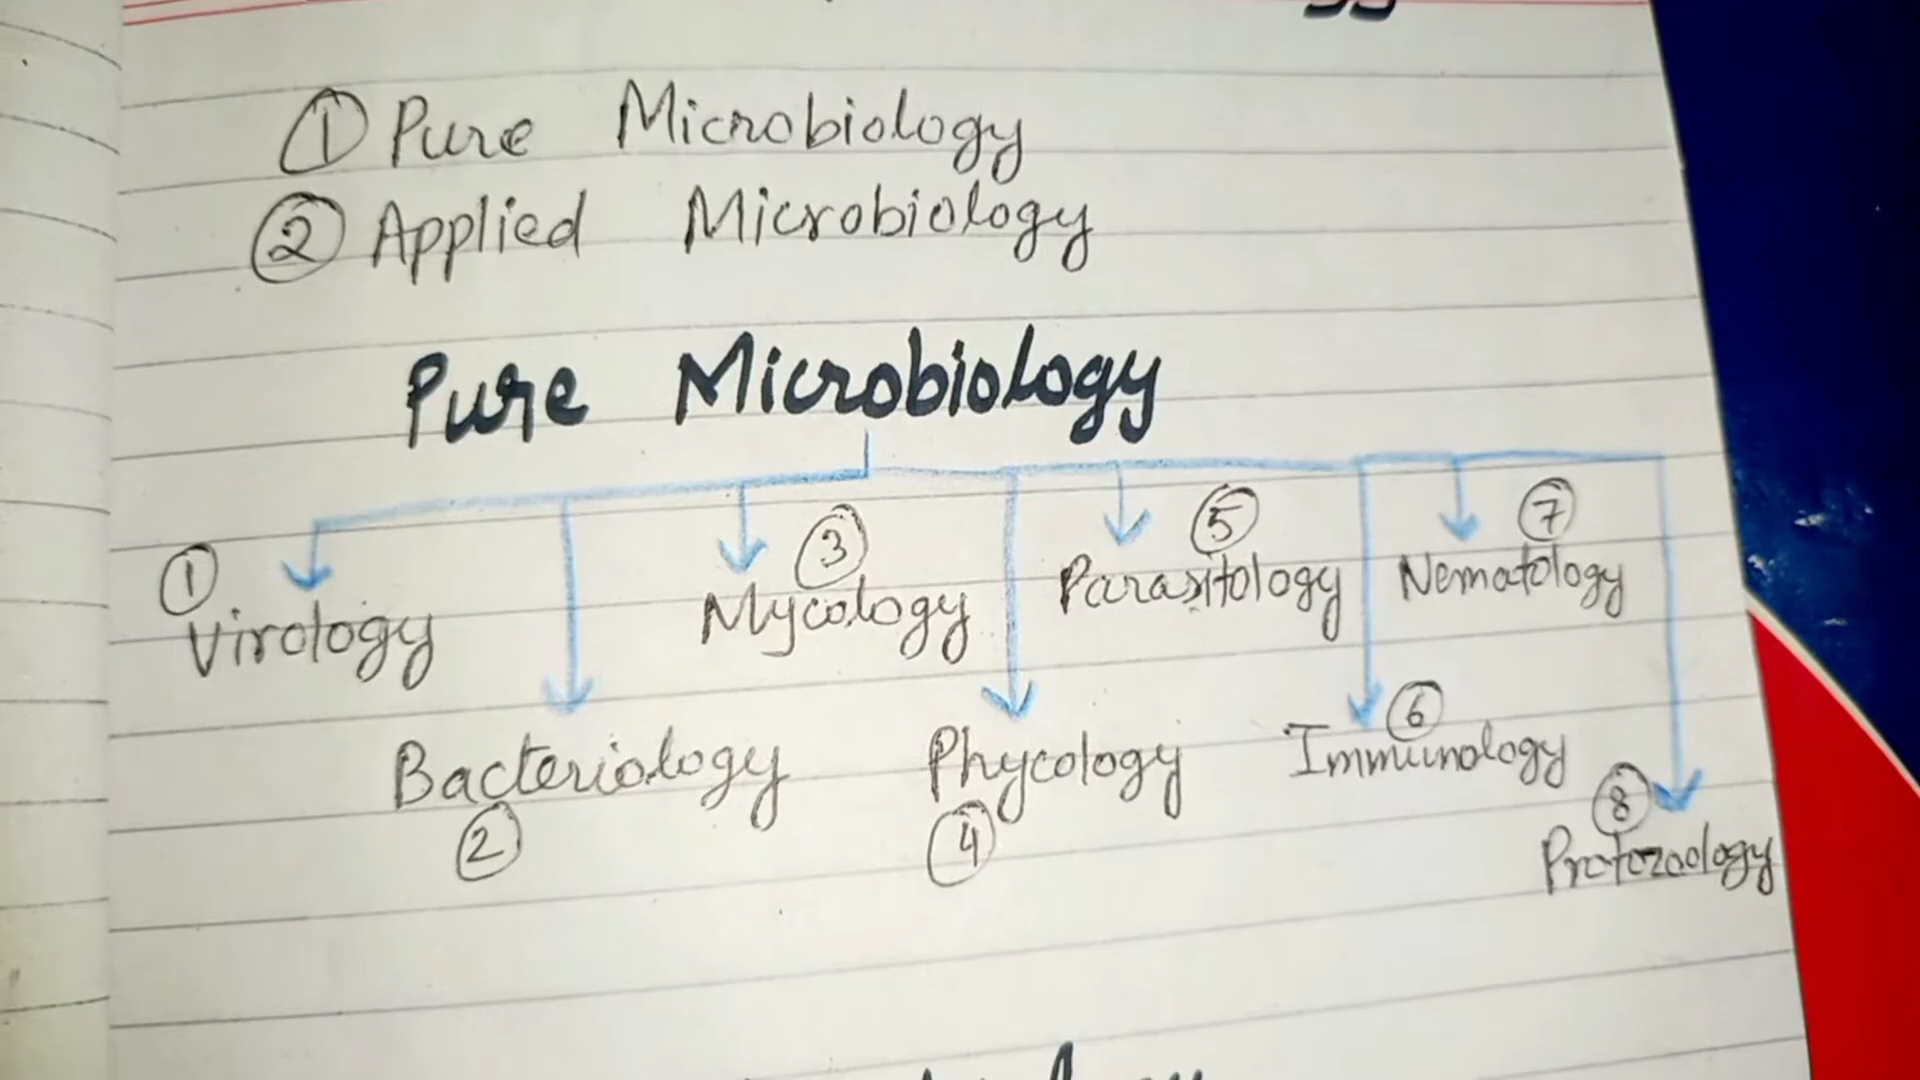 ① Pure Microbiology
② Applied Microbiology
Pure Microbiology
① Virology
② Bacteriology
③ Mycology
④ Phycology
⑤ Parasitology
⑥ Immunology
⑦ Nematology
⑧ Protozoology